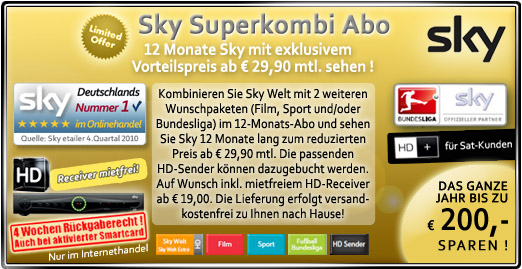 Limited
Offer
Sky Superkombi Abo
12 Monate Sky mit exklusivem
Vorteilspreis ab € 29,90 mtl. sehen !
sky
sky
Deutschlands
Nummer 1
im Onlinehandel
Quelle: Sky etailer 4.Quartal 2010
HD
Receiver mietfrei!
4 Wochen Rückgaberecht !
Auch bei aktivierter Smartcard
Nur im Internethandel
Kombinieren Sie Sky Welt mit 2 weiteren
Wunschpaketen (Film, Sport und/oder
Bundesliga) im 12-Monats-Abo und sehen
Sie Sky 12 Monate lang zum reduzierten
Preis ab € 29,90 mtl. Die passenden
HD-Sender können dazugebucht werden.
Auf Wunsch inkl. mietfreiem HD-Receiver
ab € 19,00. Die Lieferung erfolgt versand-
kostenfrei zu Ihnen nach Hause!
Sky Welt
Sky Welt Extra
HD
Film
Sport
Fußball
Bundesliga
HD Sender
BUNDESLIGA
sky
OFFIZIELLER PARTNER
HD +
für Sat-Kunden
DAS GANZE
JAHR BIS ZU
€ 200,-
SPAREN !